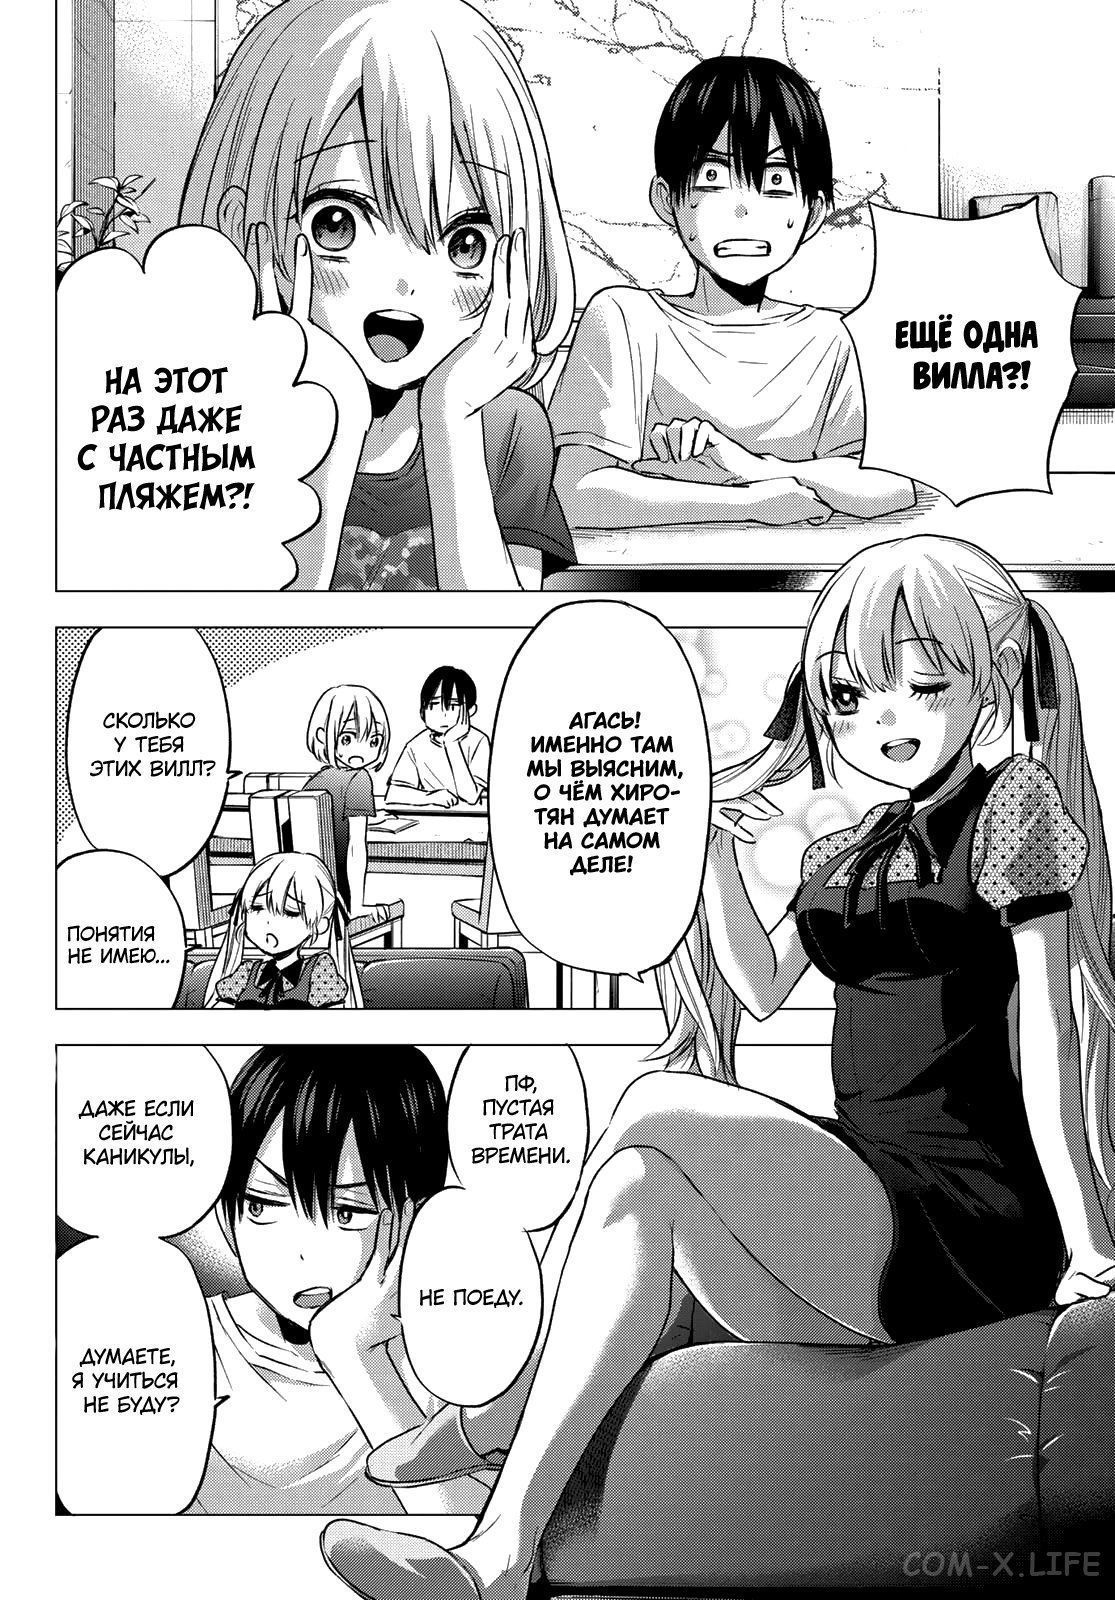 ЕЩЁ ОДНА
ВИЛЛА?!
НА ЭТОТ
РАЗ ДАЖЕ
С ЧАСТНЫМ
ПЛЯЖЕМ?!
АГАСЬ!
ИМЕННО ТАМ
МЫ ВЫЯСНИМ,
О ЧЁМ ХИРО-
ТЯН ДУМАЕТ
НА САМОМ
ДЕЛЕ!
СКОЛЬКО
У ТЕБЯ
ЭТИХ ВИЛЛ?
ПОНЯТИЯ
НЕ ИМЕЮ...
ПФ,
ПУСТАЯ
ТРАТА
ВРЕМЕНИ.
НЕ ПОЕДУ.
ДАЖЕ ЕСЛИ
СЕЙЧАС
КАНИКУЛЫ,
ДУМАЕТЕ,
Я УЧИТЬСЯ
НЕ БУДУ?
COM-X.LIFE